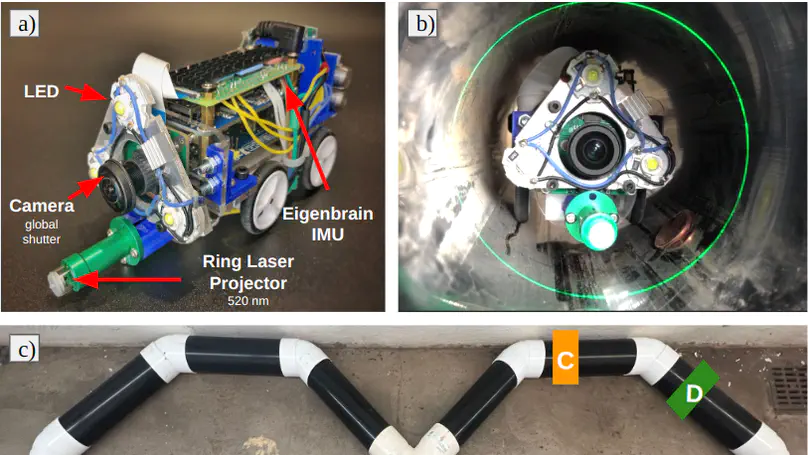 a)
LED
Camera
global
shutter
Eigenbrain
IMU
Ring Laser
Projector
520 nm
b)
c)
C
D